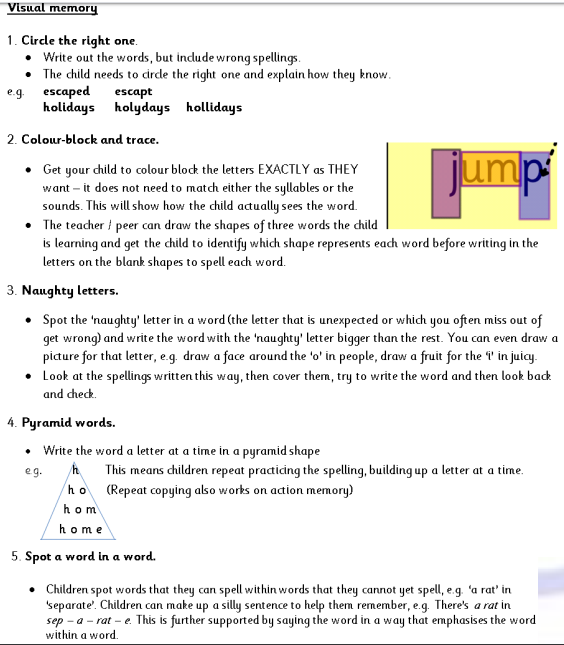 Visual memory
1. Circle the right one.
• Write out the words, but include wrong spellings.
• The child needs to circle the right one and explain how they know.
e.g. escaped escapt
holidays holydays hollidays
2. Colour-block and trace.
jump
• Get your child to colour block the letters EXACTLY as THEY
want – it does not need to match either the syllables or the
sounds. This will show how the child actually sees the word.
• The teacher / peer can draw the shapes of three words the child
is learning and get the child to identify which shape represents each word before writing in the
letters on the blank shapes to spell each word.
3. Naughty letters.
• Spot the 'naughty' letter in a word (the letter that is unexpected or which you often miss out of
get wrong) and write the word with the 'naughty' letter bigger than the rest. You can even draw a
picture for that letter, e.g. draw a face around the 'o' in people, draw a fruit for the 'i' in juicy.
• Look at the spellings written this way, then cover them, try to write the word and then look back
and check.
4. Pyramid words.
• Write the word a letter at a time in a pyramid shape
e.g. h This means children repeat practicing the spelling, building up a letter at a time.
h o (Repeat copying also works on action memory)
h o m
h o m e
5. Spot a word in a word.
• Children spot words that they can spell within words that they cannot yet spell, e.g. 'a rat' in
'separate'. Children can make up a silly sentence to help them remember, e.g. There's a rat in
sep – a – rat – e. This is further supported by saying the word in a way that emphasises the word
within a word.